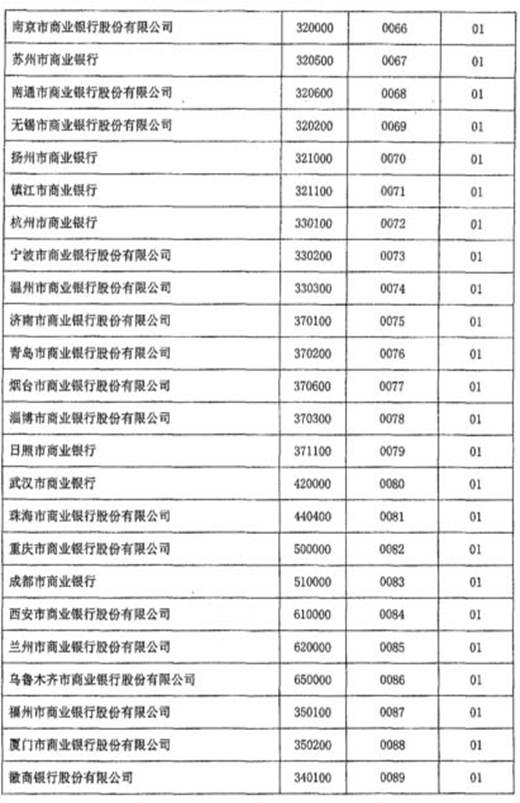 南京市商业银行股份有限公司 320000 0066 01
苏州市商业银行 320500 0067 01
南通市商业银行股份有限公司 320600 0068 01
无锡市商业银行股份有限公司 320200 0069 01
扬州市商业银行 321000 0070 01
镇江市商业银行 321100 0071 01
杭州市商业银行 330100 0072 01
宁波市商业银行股份有限公司 330200 0073 01
温州市商业银行股份有限公司 330300 0074 01
济南市商业银行股份有限公司 370100 0075 01
青岛市商业银行股份有限公司 370200 0076 01
烟台市商业银行股份有限公司 370600 0077 01
淄博市商业银行股份有限公司 370300 0078 01
日照市商业银行 371100 0079 01
武汉市商业银行 420000 0080 01
珠海市商业银行股份有限公司 440400 0081 01
重庆市商业银行股份有限公司 500000 0082 01
成都市商业银行 510000 0083 01
西安市商业银行股份有限公司 610000 0084 01
兰州市商业银行股份有限公司 620000 0085 01
乌鲁木齐市商业银行股份有限公司 650000 0086 01
福州市商业银行股份有限公司 350100 0087 01
厦门市商业银行股份有限公司 350200 0088 01
徽商银行股份有限公司 340100 0089 01